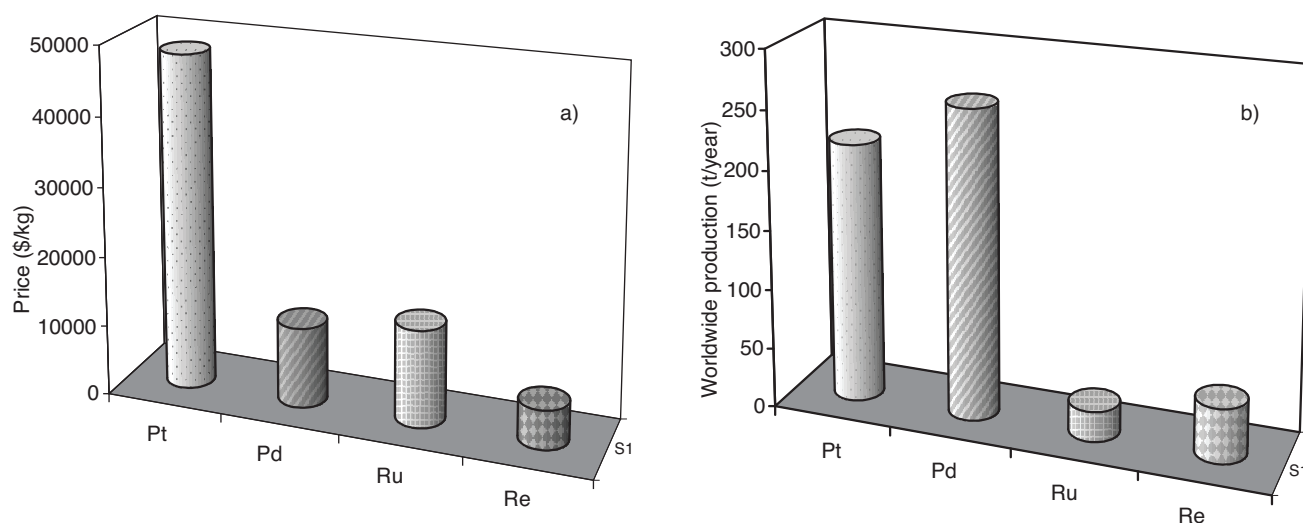 50000
40000
30000
20000
10000
0
Price ($/kg)
a)
Pt
Pd
Ru
Re
S1
300
250
200
150
100
50
0
Worldwide production (t/year)
b)
Pt
Pd
Ru
Re